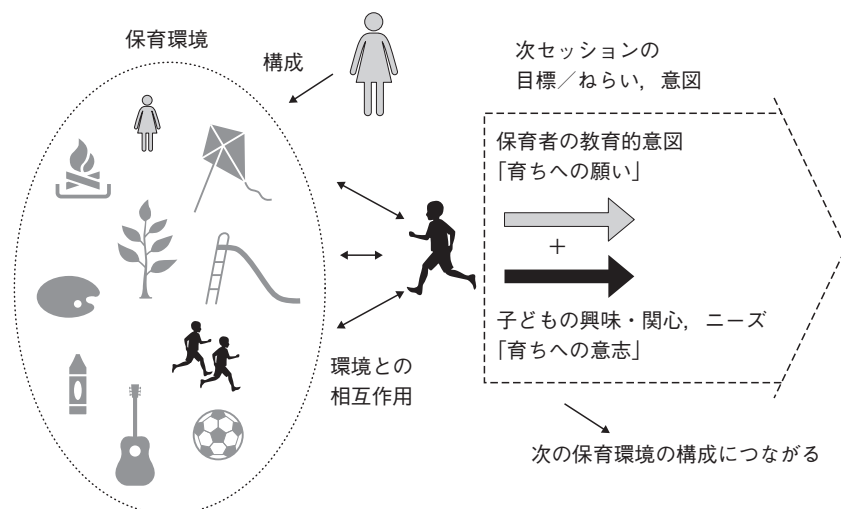 保育環境
構成
次セッションの
目標／ねらい，意図
保育者の教育的意図
「育ちへの願い」
＋
子どもの興味・関心，ニーズ
「育ちへの意志」
環境との
相互作用
次の保育環境の構成につながる